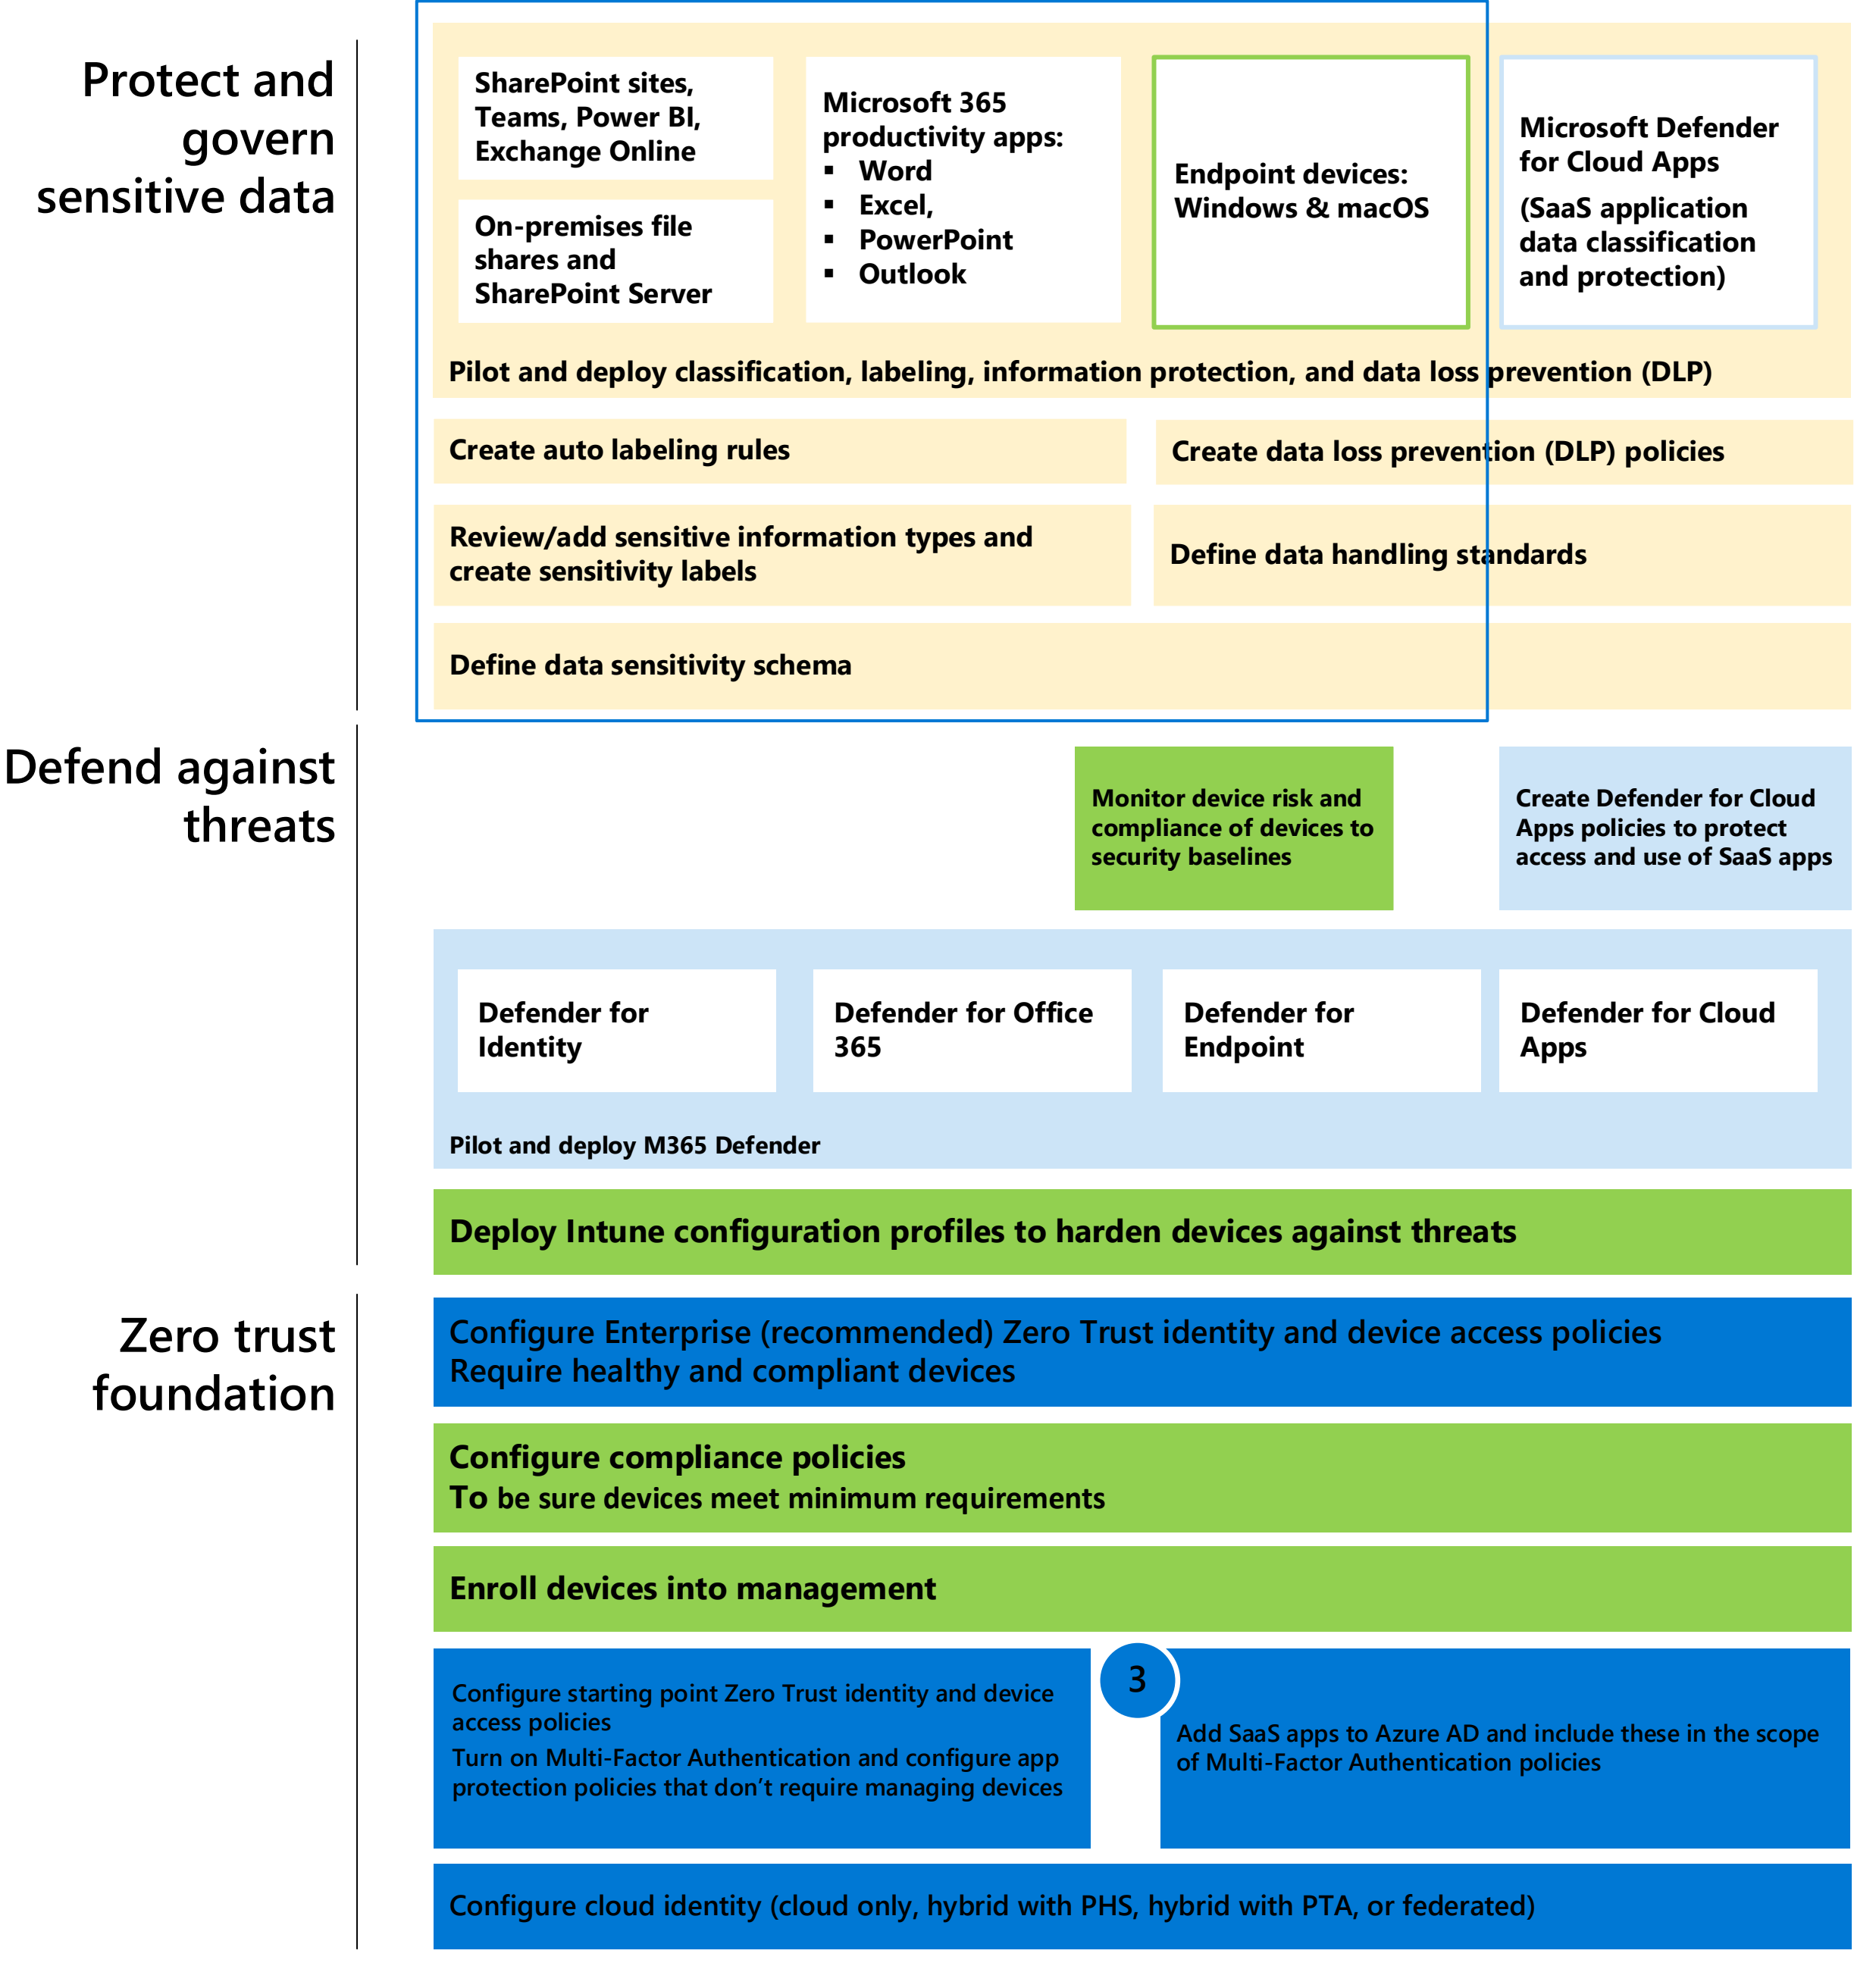 Protect and
govern
sensitive data
SharePoint sites,
Teams, Power BI,
Exchange Online
On-premises file
shares and
SharePoint Server
Microsoft 365
productivity apps:
▪ Word
▪ Excel,
▪ PowerPoint
▪ Outlook
Endpoint devices:
Windows & macOS
Microsoft Defender
for Cloud Apps
(SaaS application
data classification
and protection)
Pilot and deploy classification, labeling, information protection, and data loss prevention (DLP)
Create auto labeling rules
Create data loss prevention (DLP) policies
Review/add sensitive information types and
create sensitivity labels
Define data handling standards
Define data sensitivity schema
Defend against
threats
Monitor device risk and
compliance of devices to
security baselines
Create Defender for Cloud
Apps policies to protect
access and use of SaaS apps
Defender for
Identity
Defender for Office
365
Defender for
Endpoint
Defender for Cloud
Apps
Pilot and deploy M365 Defender
Deploy Intune configuration profiles to harden devices against threats
Zero trust
foundation
Configure Enterprise (recommended) Zero Trust identity and device access policies
Require healthy and compliant devices
Configure compliance policies
To be sure devices meet minimum requirements
Enroll devices into management
Configure starting point Zero Trust identity and device
access policies
Turn on Multi-Factor Authentication and configure app
protection policies that don’t require managing devices
3
Add SaaS apps to Azure AD and include these in the scope
of Multi-Factor Authentication policies
Configure cloud identity (cloud only, hybrid with PHS, hybrid with PTA, or federated)